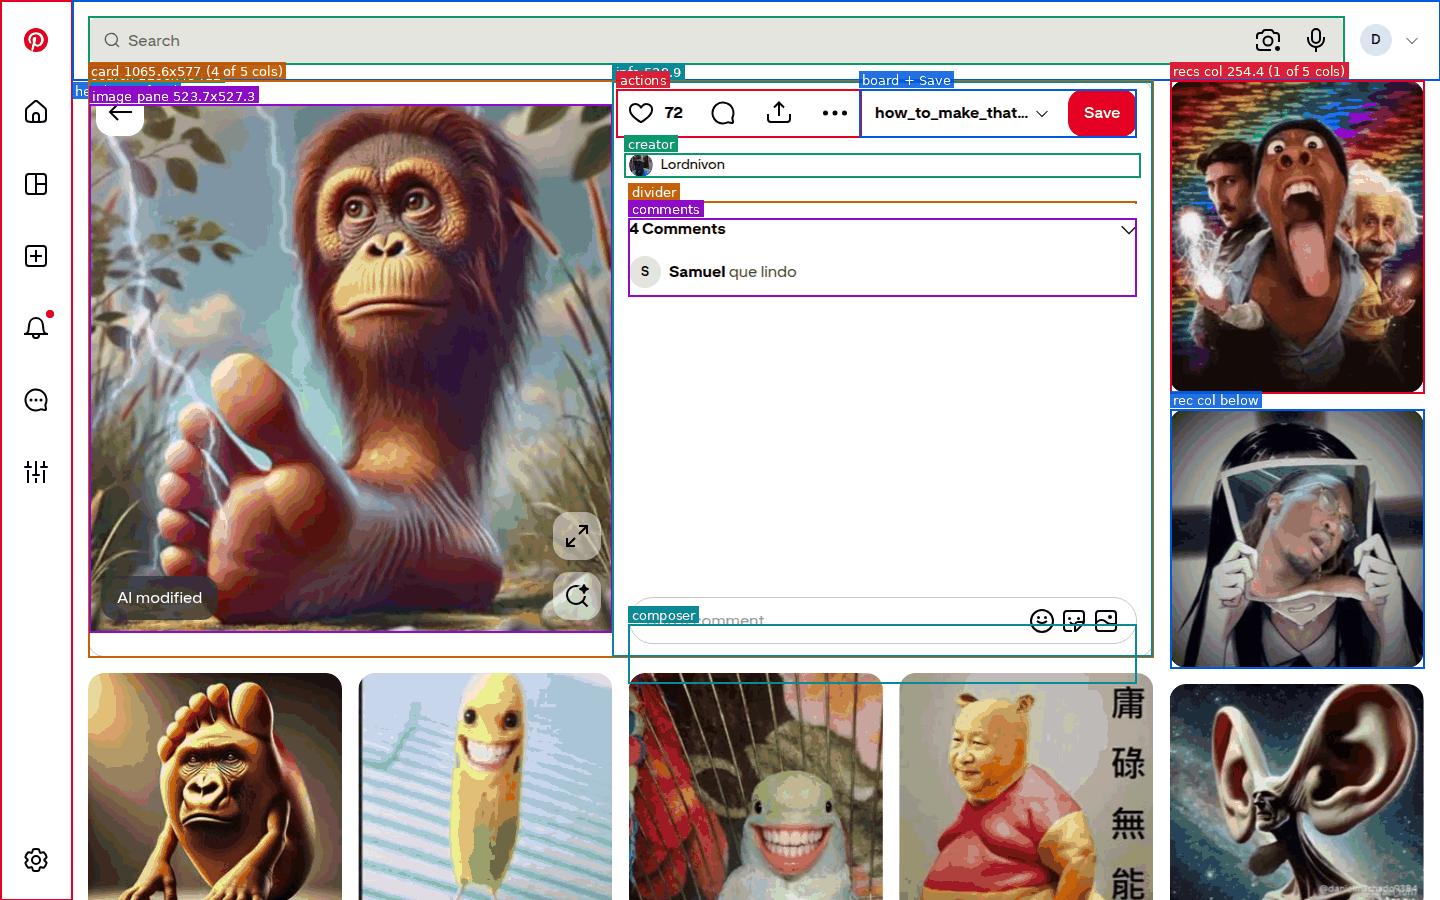 Search
D
card 1065.6x577 (4 of 5 cols)
recs col 254.4 (1 of 5 cols)
image pane 523.7x527.3
actions
board + Save
72
how_to_make_that...
Save
creator
Lordnivon
divider
comments
4 Comments
S
Samuel que lindo
rec col below
AI modified
composer
comment
庸
碌
無
能